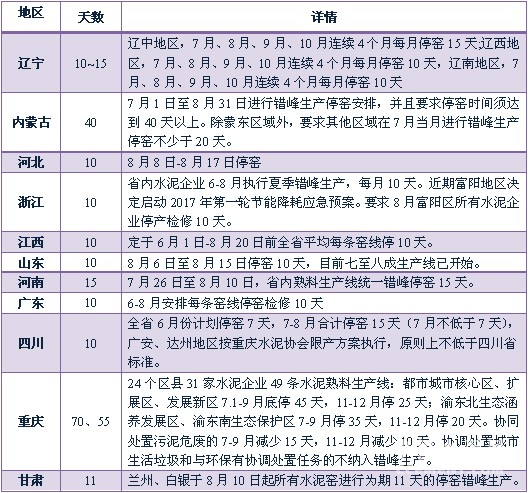 地区 天数 详情
辽宁 10~15 辽中地区，7月、8月、9月、10月连续4个月每月停窑15天;辽西地
区，7月、8月、9月、10月连续4个月每月停窑10天，辽南地区，7
月、8月、9月、10月连续4个月每月停窑10天
内蒙古 40 7月1日至8月31日进行错峰生产停窑安排，并且要求停窑时间须达
到40天以上。除蒙东区域外，要求其他区域在7月当月进行错峰生产
停窑不少于20天。
河北 10 8月8日-8月17日停窑
浙江 10 省内水泥企业6-8月执行夏季错峰生产，每月10天。近期富阳地区决
定启动2017年第一轮节能降耗应急预案。要求8月富阳区所有水泥企
业停产检修10天。
江西 10 定于6月1日-8月20日前全省平均每条窑线停10天。
山东 10 8月6日至8月15日停窑10天，目前七至八成生产线已开始。
河南 15 7月26日至8月10日，省内熟料生产线统一错峰停窑15天。
广东 10 6-8月安排每条窑线停窑检修10天
四川 10 全省6月份计划停窑7天，7-8月合计停窑15天（7月不低于7天），
广安、达州地区按重庆水泥协会限产方案执行，原则上不低于四川省
标准。
重庆 70、55 24个区县31家水泥企业49条水泥熟料生产线：都市城市核心区、扩
展区、发展新区7.1-9月底停45天，11-12月停25天；渝东北生态涵
养发展区、渝东南生态保护区7-9月停35天，11-12月停20天。协同
处置污泥危废的7-9月减少15天，11-12月减少10天。协调处置城市
生活垃圾和与环保有协调处置任务的不纳入错峰生产。
甘肃 11 兰州、白银于8月10日起所有水泥窑进行为期11天的停窑错峰生产。